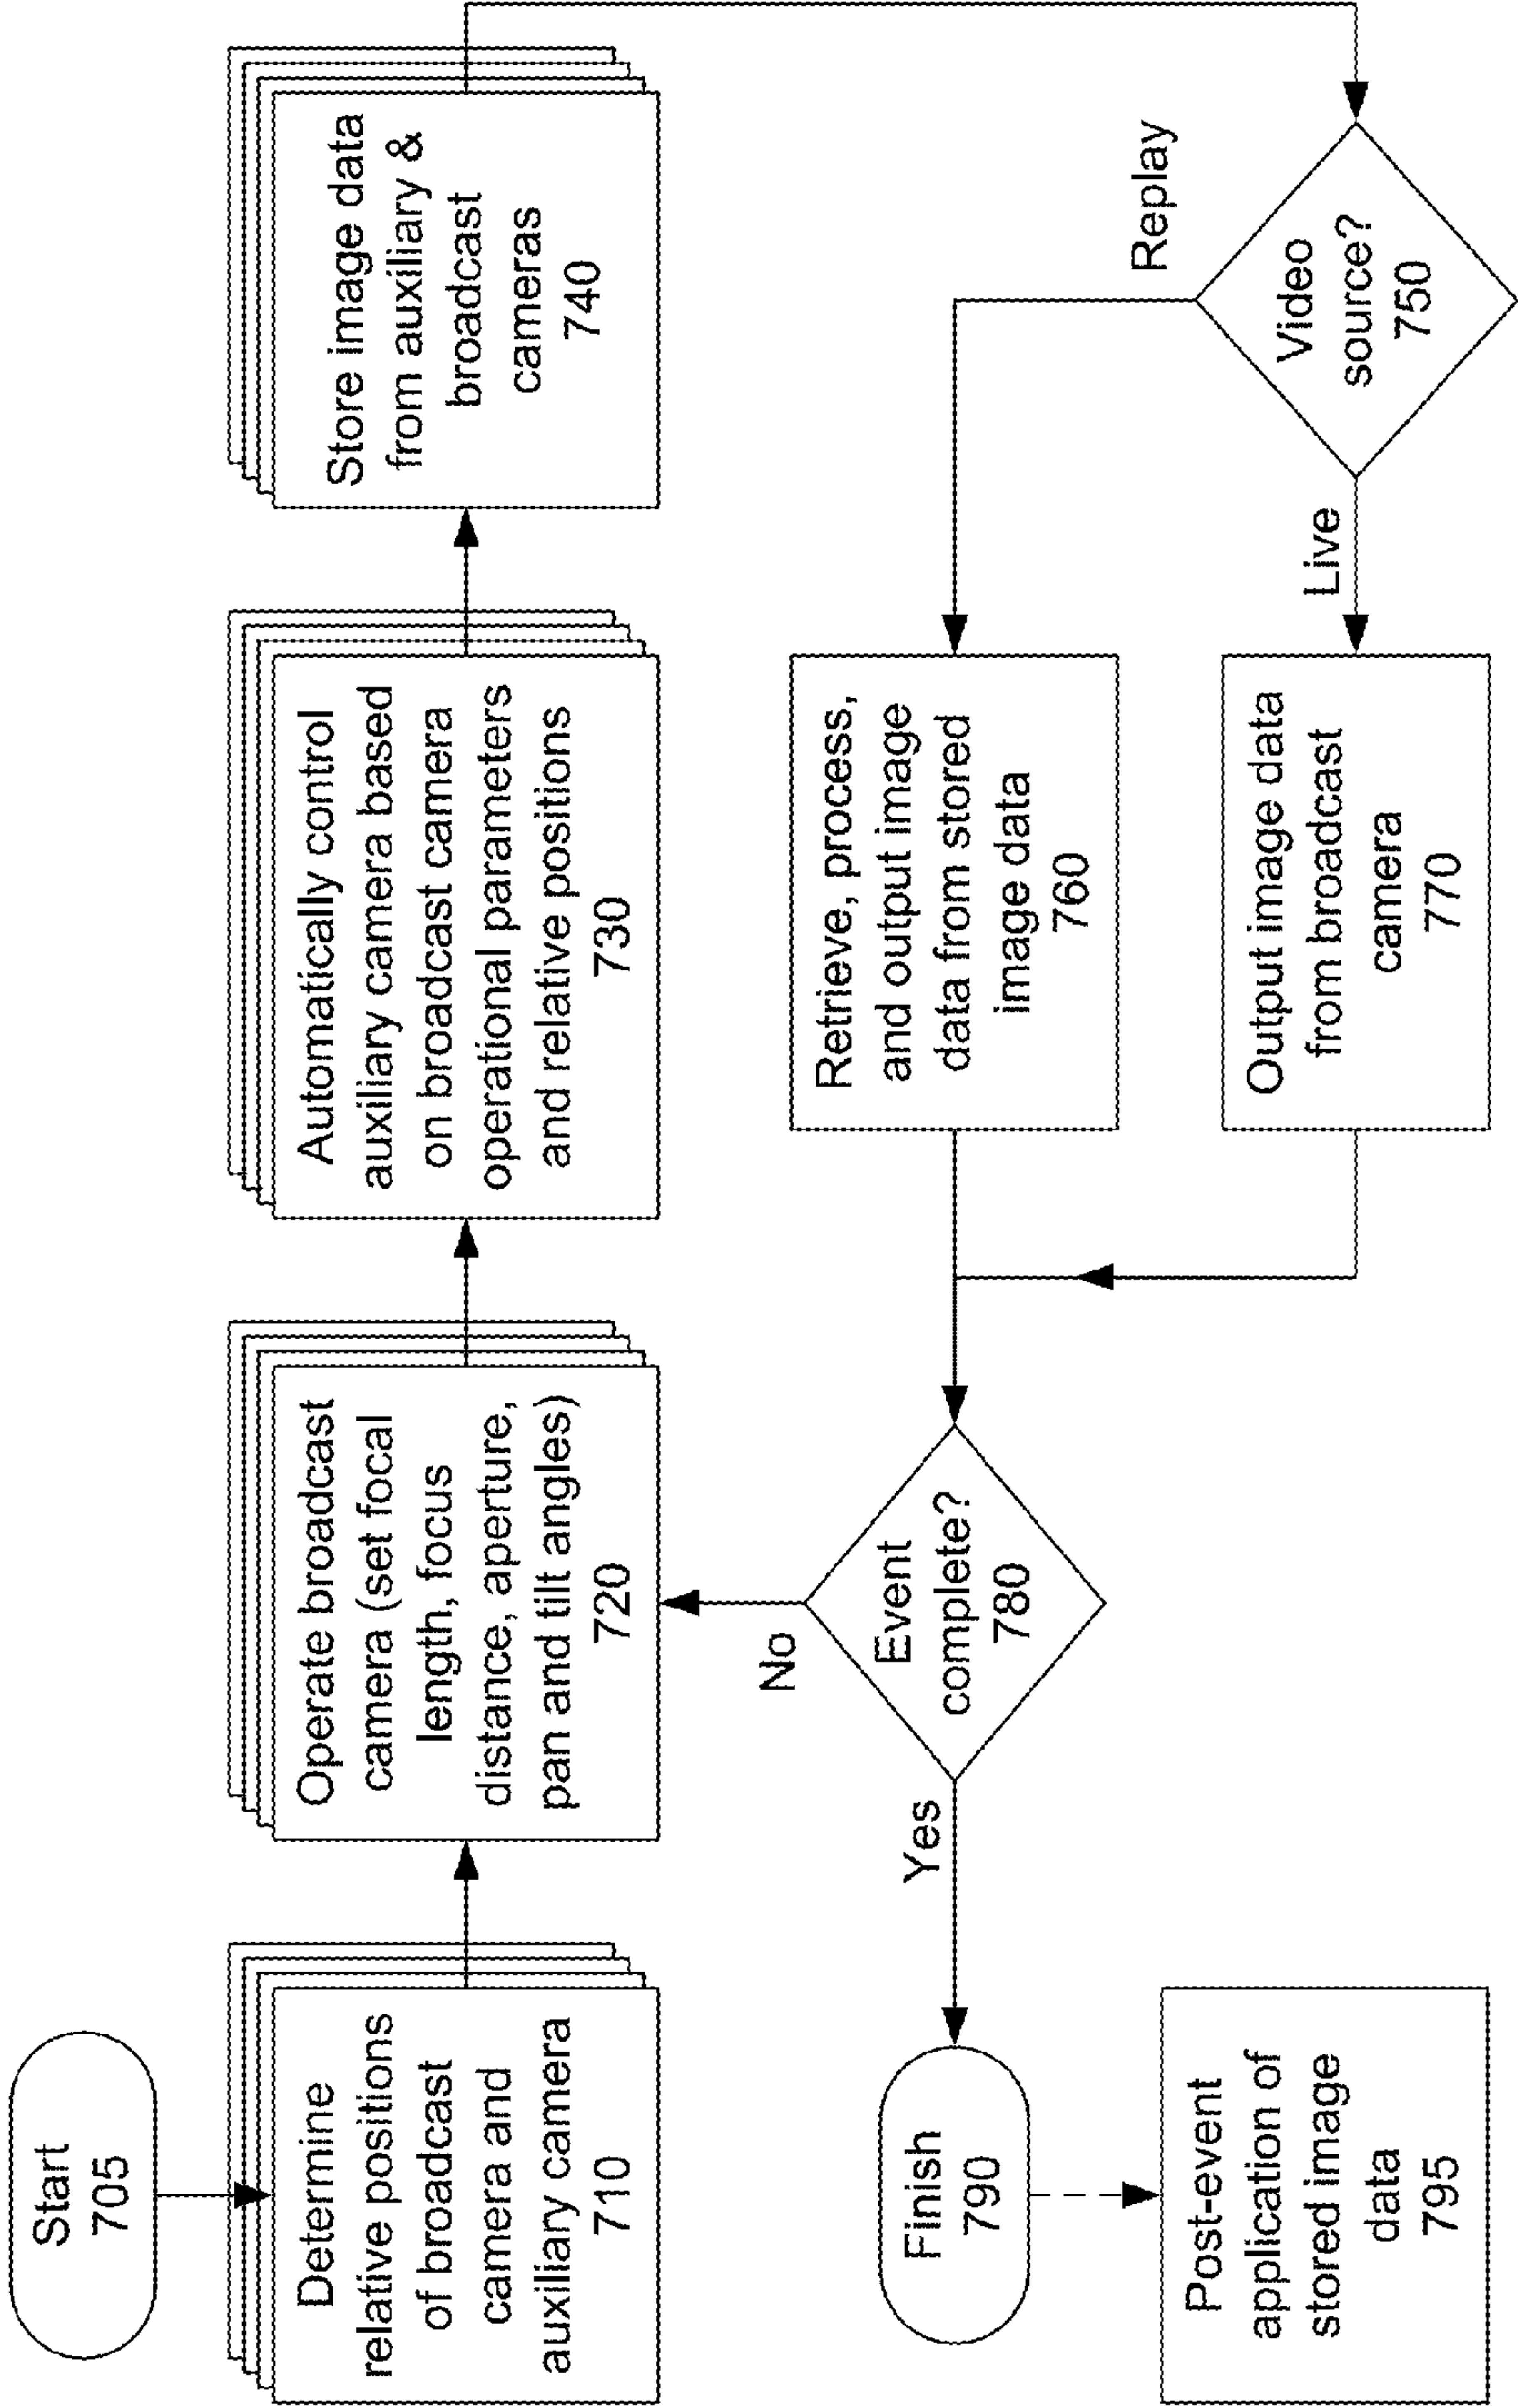 Start
705
Determine
relative positions
of broadcast
camera and
auxiliary camera
710
Operate broadcast
camera (set focal
length, focus
distance, aperture,
pan and tilt angles)
720
Automatically control
auxiliary camera based
on broadcast camera
operational parameters
and relative positions
730
Store image data
from auxiliary &
broadcast
cameras
740
Video
source?
750
Replay
Live
Retrieve, process,
and output image
data from stored
image data
760
Output image data
from broadcast
camera
770
Event
complete?
780
No
Yes
Finish
790
Post-event
application of
stored image
data
795